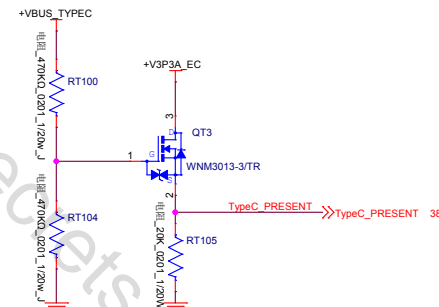 +VBUS_TYPEC
电阻_470KΩ_0201_1/20w_J
RT100
+V3P3A_EC
3
D
QT3
1
G
WNM3013-3/TR
S
2
TypeC_PRESENT
TypeC_PRESENT 38
电阻_470KΩ_0201_1/20w_J
RT104
电阻_20K_0201_1/20W
RT105
ecrets